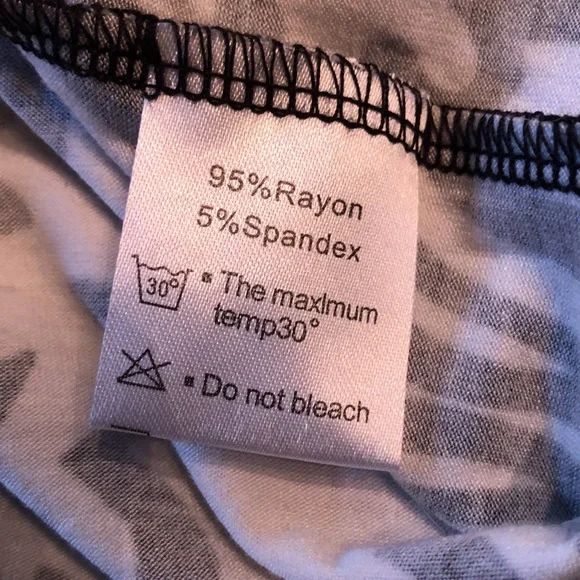 95%Rayon
5%Spandex
30° ▪ The maxlmum
temp30°
▪ Do not bleach